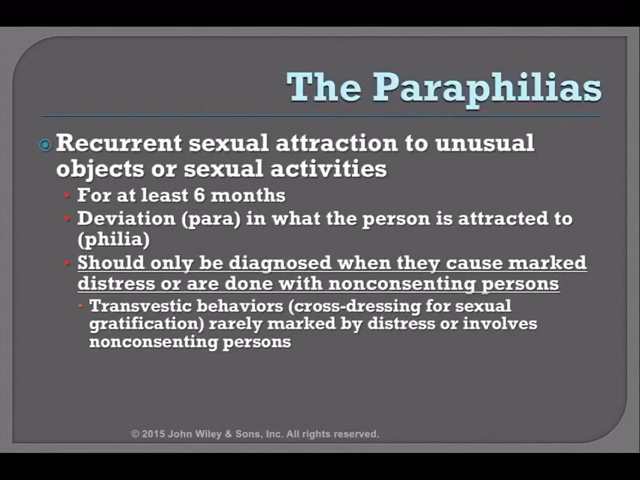 The Paraphilias
Recurrent sexual attraction to unusual
objects or sexual activities
For at least 6 months
Deviation (para) in what the person is attracted to
(philia)
Should only be diagnosed when they cause marked
distress or are done with nonconsenting persons
Transvestic behaviors (cross-dressing for sexual
gratification) rarely marked by distress or involves
nonconsenting persons
© 2015 John Wiley & Sons, Inc. All rights reserved.